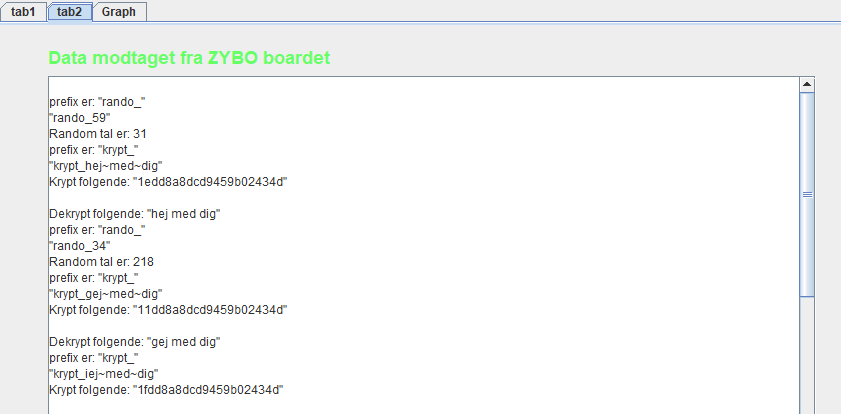 tab1 tab2 Graph
Data modtaget fra ZYBO boardet
prefix er: "rando_"
"rando_59"
Random tal er: 31
prefix er: "krypt_"
"krypt_hej~med~dig"
Krypt folgende: "1edd8a8dcd9459b02434d"
Dekrypt folgende: "hej med dig"
prefix er: "rando_"
"rando_34"
Random tal er: 218
prefix er: "krypt_"
"krypt_gej~med~dig"
Krypt folgende: "11dd8a8dcd9459b02434d"
Dekrypt folgende: "gej med dig"
prefix er: "krypt_"
"krypt_iej~med~dig"
Krypt folgende: "1fdd8a8dcd9459b02434d"